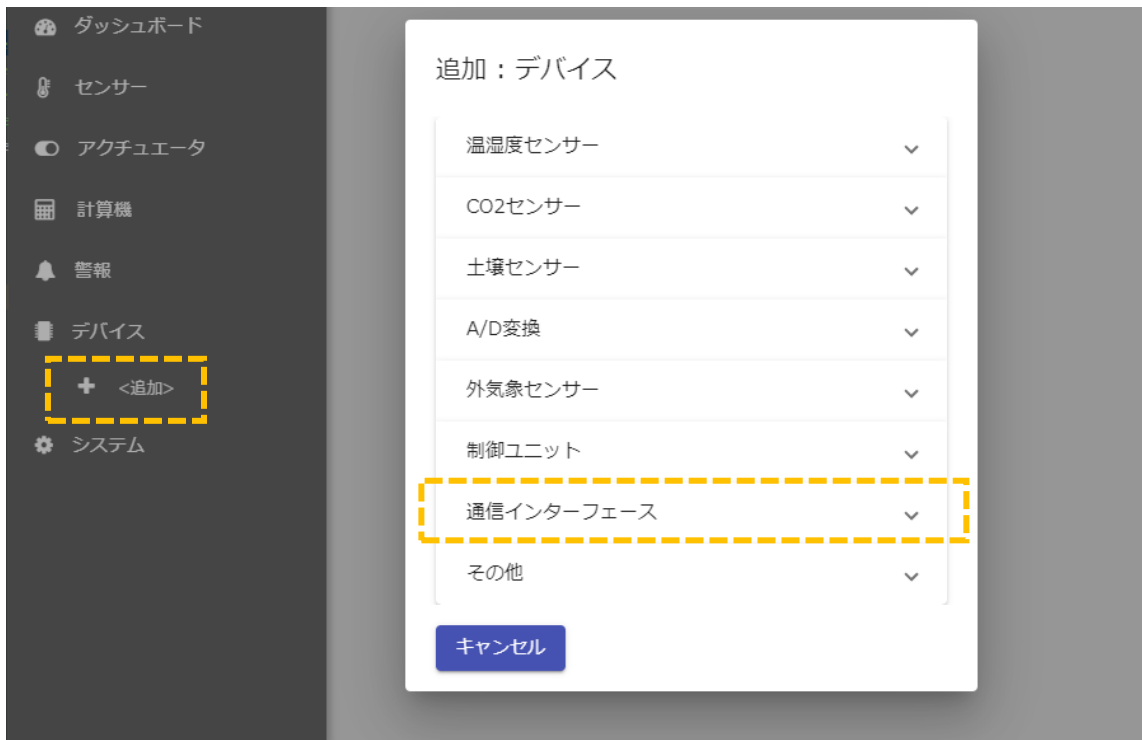 ダッシュボード
センサー
アクチュエータ
計算機
警報
デバイス
<追加>
システム
追加：デバイス
温湿度センサー
CO2センサー
土壌センサー
A/D変換
外気象センサー
制御ユニット
通信インターフェース
その他
キャンセル